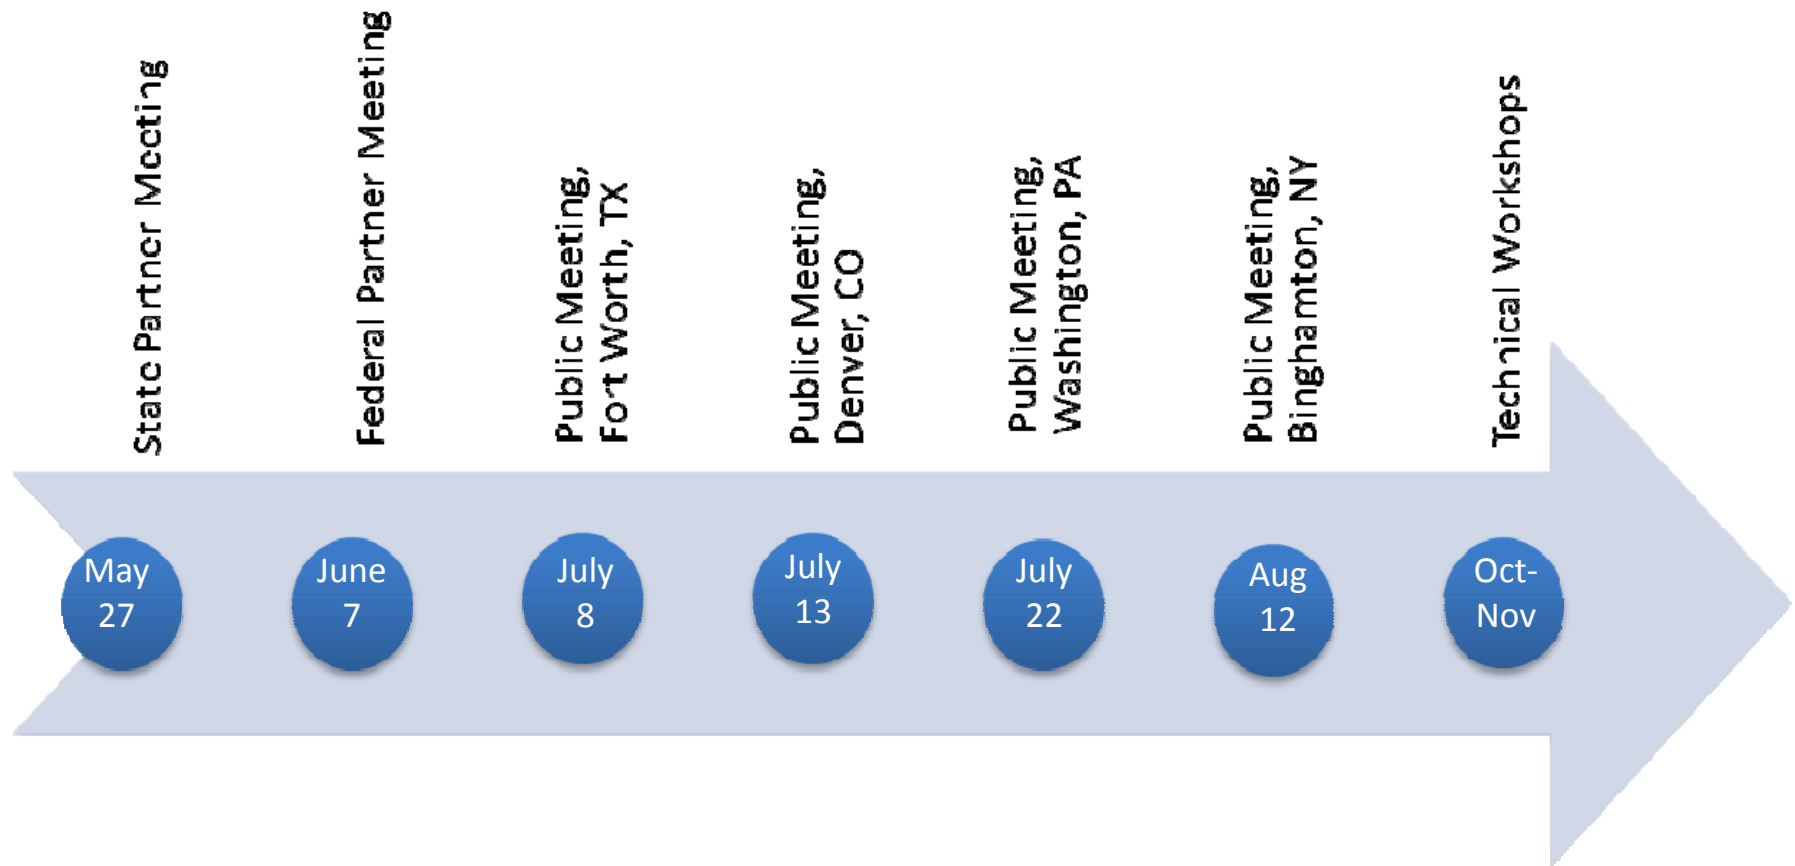 State Partner Meeting
Federal Partner Meeting
Public Meeting,
Fort Worth, TX
Public Meeting,
Denver, CO
Public Meeting,
Washington, PA
Public Meeting,
Binghamton, NY
Technical Workshops
May
27
June
7
July
8
July
13
July
22
Aug
12
Oct-
Nov